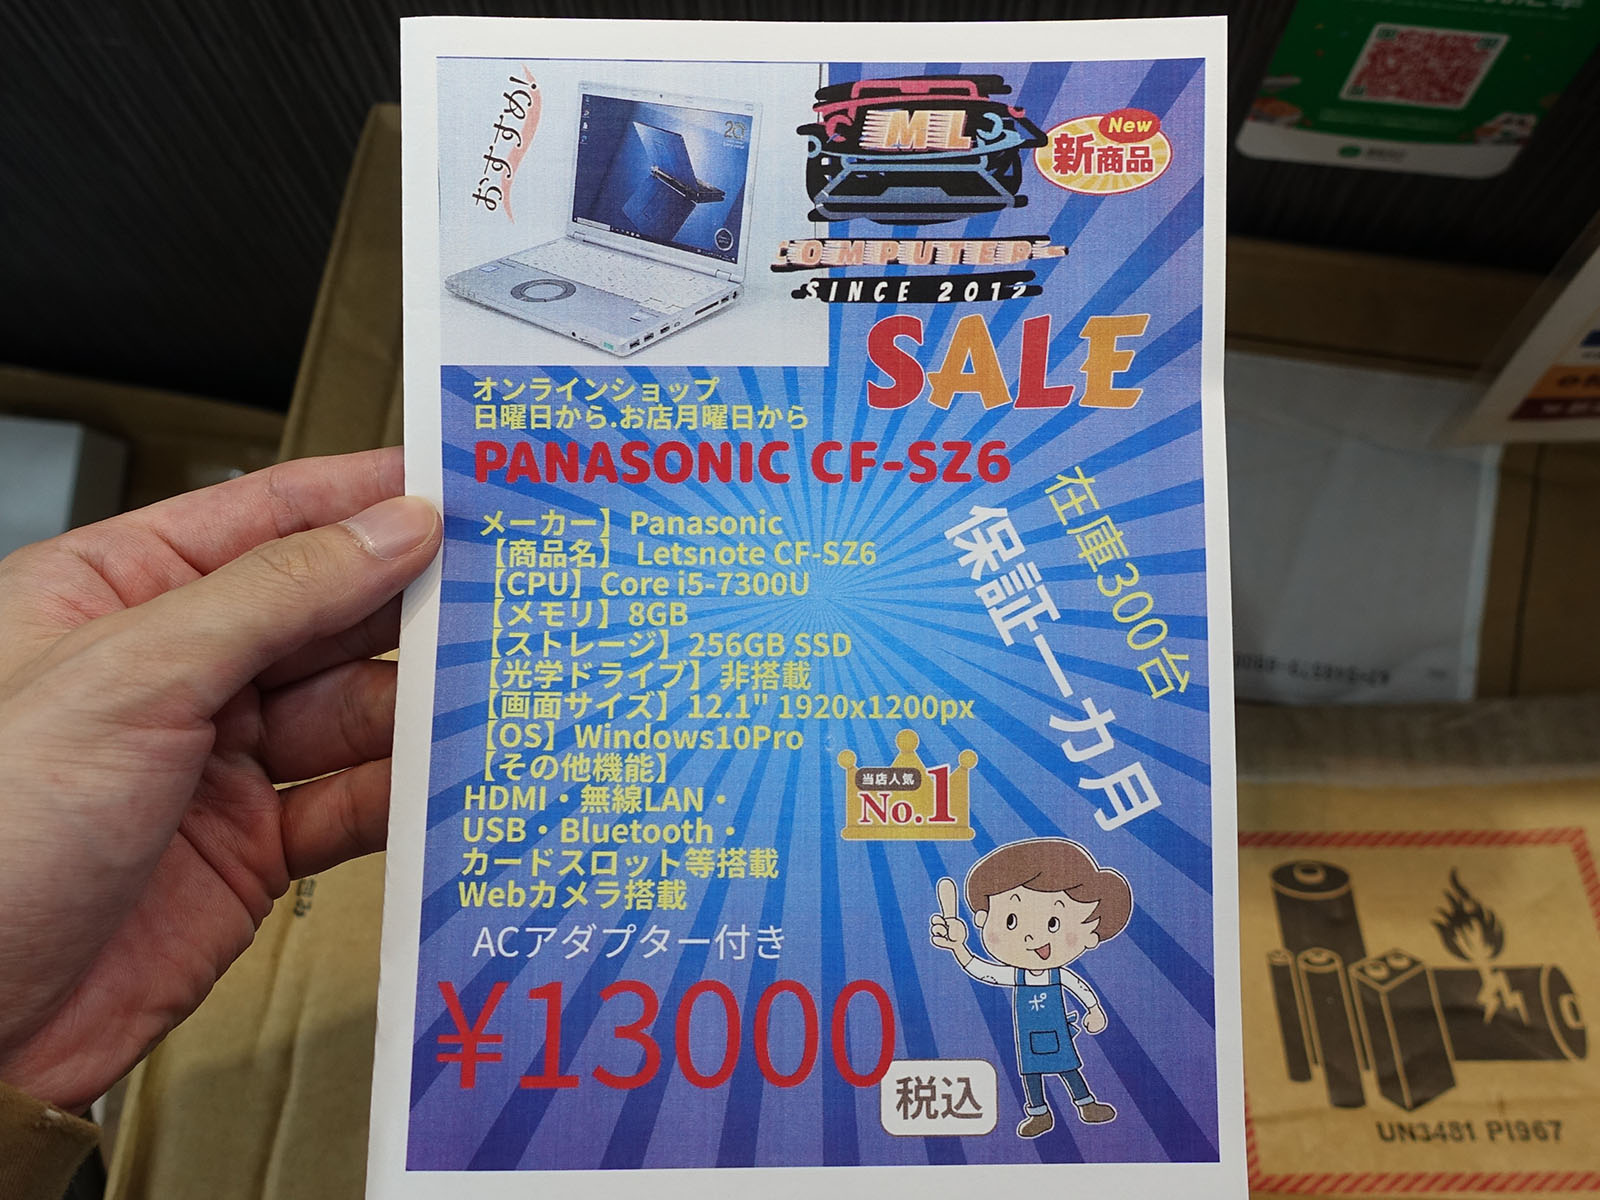 おすすめ!
ML
COMPUTER
SINCE 2012
New
新商品
SALE
オンラインショップ
日曜日から.お店月曜日から
PANASONIC CF-SZ6
メーカー】Panasonic
【商品名】 Letsnote CF-SZ6
【CPU】Core i5-7300U
【メモリ】8GB
【ストレージ】256GB SSD
【光学ドライブ】非搭載
【画面サイズ】12.1" 1920x1200px
【OS】Windows10Pro
【その他機能】
HDMI・無線LAN・
USB・Bluetooth・
カードスロット等搭載
Webカメラ搭載
ACアダプター付き
¥13000
税込
在庫300台
保証一カ月
当店人気
No.1
ポ
UN3481 PI967